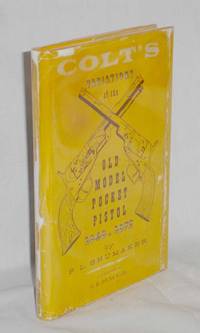 COLT'S
VARIATIONS
of the
OLD
MODEL
POCKET
PISTOL
1848 - 1872
by
P. L. SHUMAKER